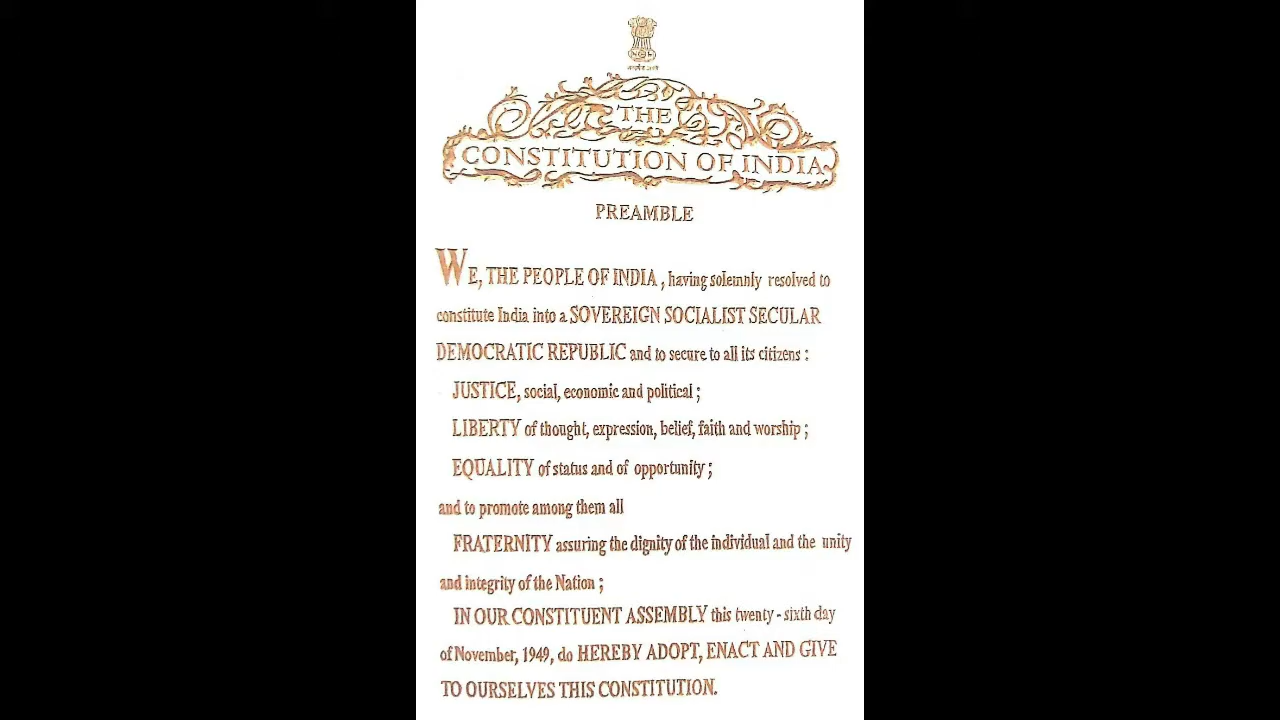 THE
CONSTITUTION OF INDIA
PREAMBLE
WE, THE PEOPLE OF INDIA , having solemnly resolved to
constitute India into a SOVEREIGN SOCIALIST SECULAR
DEMOCRATIC REPUBLIC and to secure to all its citizens :
JUSTICE, social, economic and political ;
LIBERTY of thought, expression, belief, faith and worship ;
EQUALITY of status and of opportunity ;
and to promote among them all
FRATERNITY assuring the dignity of the individual and the unity
and integrity of the Nation ;
IN OUR CONSTITUENT ASSEMBLY this twenty - sixth day
of November, 1949, do HEREBY ADOPT, ENACT AND GIVE
TO OURSELVES THIS CONSTITUTION.